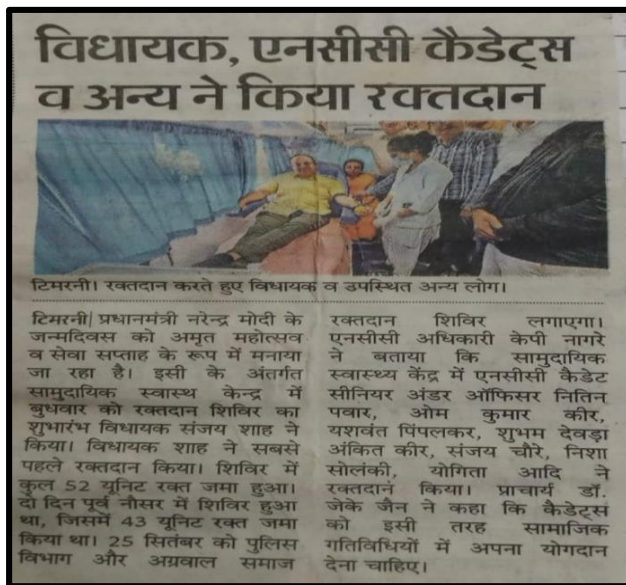 विधायक, एनसीसी कैडेट्स
व अन्य ने किया रक्तदान
टिमरनी। रक्तदान करते हुए विधायक व उपस्थित अन्य लोग।
टिमरनी| प्रधानमंत्री नरेन्द्र मोदी के
जन्मदिवस को अमृत महोत्सव
व सेवा सप्ताह के रूप में मनाया
जा रहा है। इसी के अंतर्गत
सामुदायिक स्वास्थ केन्द्र में
बुधवार को रक्तदान शिविर का
शुभारंभ विधायक संजय शाह ने
किया। विधायक शाह ने सबसे
पहले रक्तदान किया। शिविर में
कुल 52 यूनिट रक्त जमा हुआ।
दो दिन पूर्व नौसर में शिविर हुआ
था, जिसमें 43 यूनिट रक्त जमा
किया था। 25 सितंबर को पुलिस
विभाग और अग्रवाल समाज
रक्तदान शिविर लगाएगा।
एनसीसी अधिकारी केपी नागरे
ने बताया कि सामुदायिक
स्वास्थ्य केंद्र में एनसीसी कैडेट
सीनियर अंडर ऑफिसर नितिन
पवार, ओम कुमार कीर,
यशवंत पिंपलकर, शुभम देवड़ा
अंकित कीर, संजय चौरे, निशा
सोलंकी, योगिता आदि ने
रक्तदान किया। प्राचार्य डॉ.
जेके जैन ने कहा कि कैडेट्स
को इसी तरह सामाजिक
गतिविधियों में अपना योगदान
देना चाहिए।